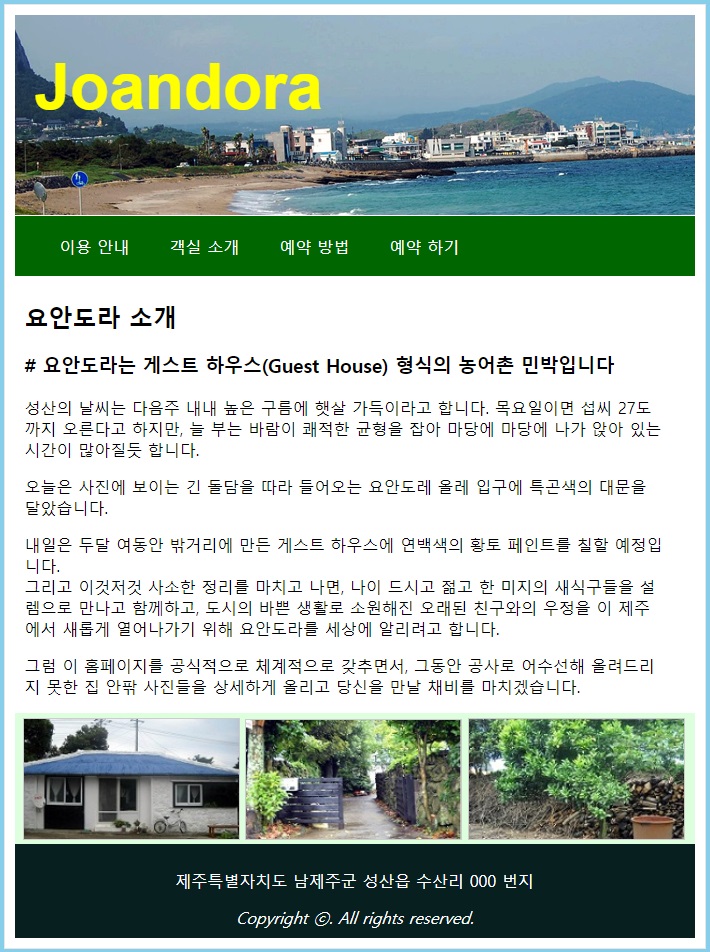 Joandora
이용 안내 객실 소개 예약 방법 예약 하기
요안도라 소개
# 요안도라는 게스트 하우스(Guest House) 형식의 농어촌 민박입니다
성산의 날씨는 다음주 내내 높은 구름에 햇살 가득이라고 합니다. 목요일이면 섭씨 27도
까지 오른다고 하지만, 늘 부는 바람이 쾌적한 균형을 잡아 마당에 마당에 나가 앉아 있는
시간이 많아질듯 합니다.
오늘은 사진에 보이는 긴 돌담을 따라 들어오는 요안도레 올레 입구에 특곤색의 대문을
달았습니다.
내일은 두달 여동안 밖거리에 만든 게스트 하우스에 연백색의 황토 페인트를 칠할 예정입
니다.
그리고 이것저것 사소한 정리를 마치고 나면, 나이 드시고 젊고 한 미지의 새식구들을 설
렘으로 만나고 함께하고, 도시의 바쁜 생활로 소원해진 오래된 친구와의 우정을 이 제주
에서 새롭게 열어나가기 위해 요안도라를 세상에 알리려고 합니다.
그럼 이 홈페이지를 공식적으로 체계적으로 갖추면서, 그동안 공사로 어수선해 올려드리
지 못한 집 안팎 사진들을 상세하게 올리고 당신을 만날 채비를 마치겠습니다.
제주특별자치도 남제주군 성산읍 수산리 000 번지
Copyright ⓒ. All rights reserved.